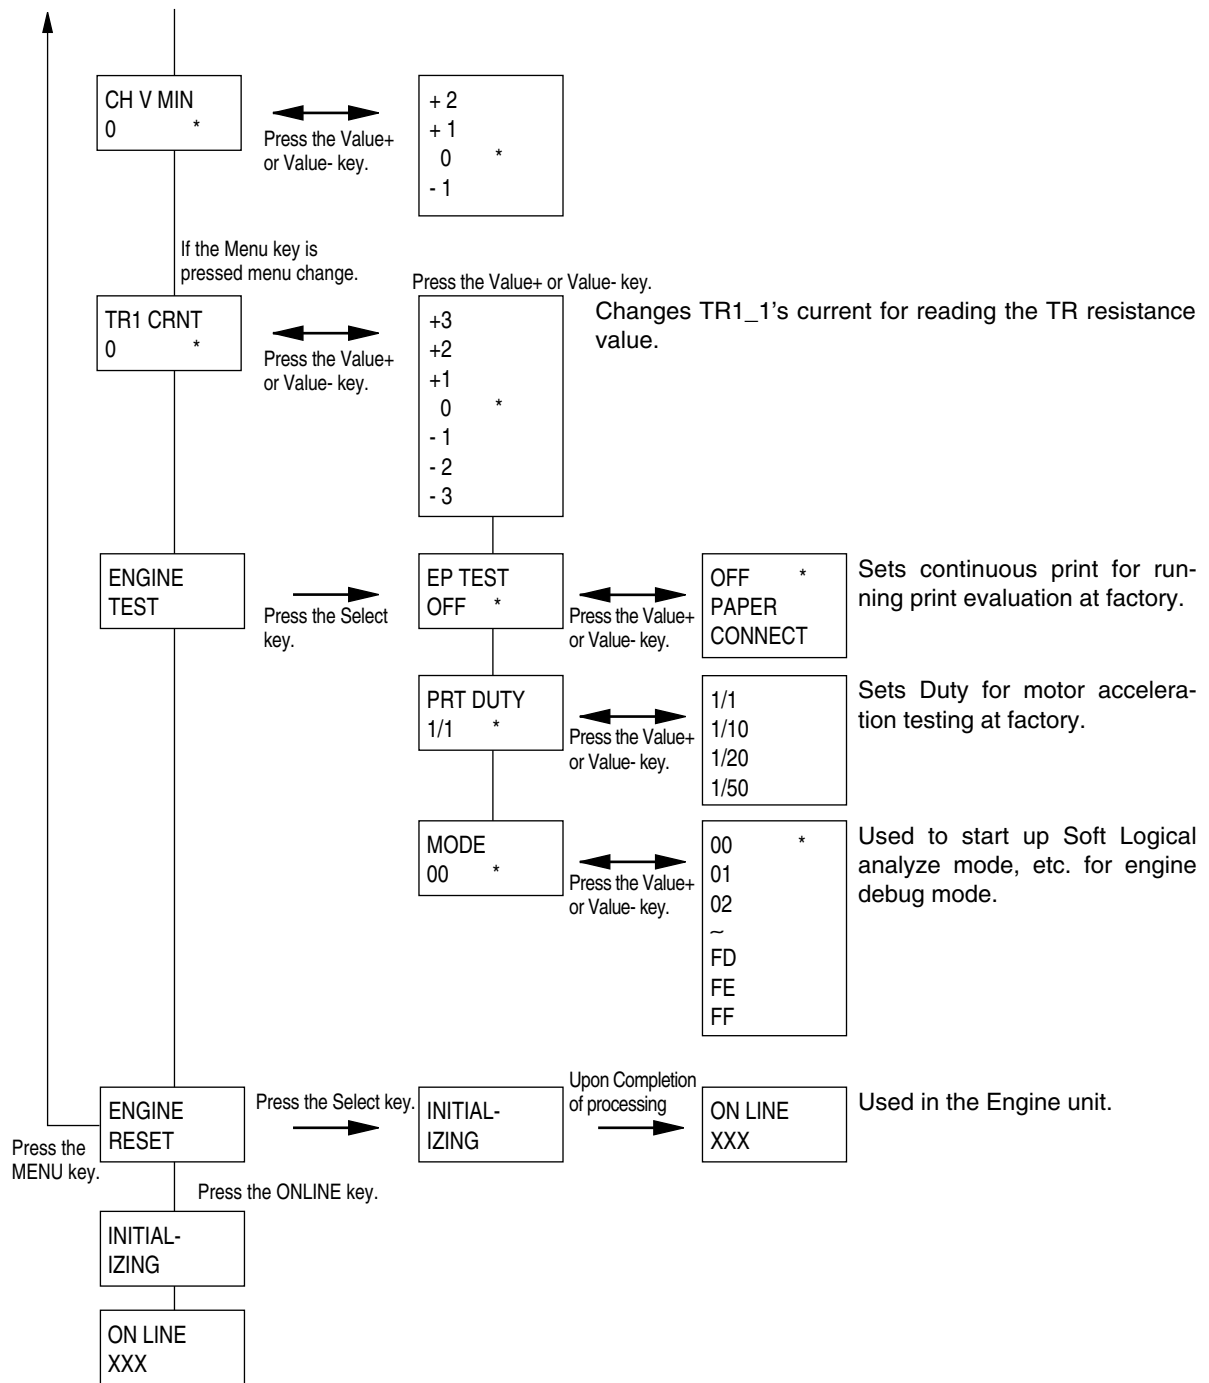 CH V MIN
0 *
Press the Value+
or Value- key.
+ 2
+ 1
0 *
- 1
If the Menu key is
pressed menu change.
Press the Value+ or Value- key.
TR1 CRNT
0 *
Press the Value+
or Value- key.
+3
+2
+1
0 *
- 1
- 2
- 3
Changes TR1_1's current for reading the TR resistance
value.
ENGINE
TEST
Press the Select
key.
EP TEST
OFF *
Press the Value+
or Value- key.
OFF *
PAPER
CONNECT
Sets continuous print for run-
ning print evaluation at factory.
PRT DUTY
1/1 *
Press the Value+
or Value- key.
1/1
1/10
1/20
1/50
Sets Duty for motor accelera-
tion testing at factory.
MODE
00 *
Press the Value+
or Value- key.
00 *
01
02
~
FD
FE
FF
Used to start up Soft Logical
analyze mode, etc. for engine
debug mode.
ENGINE
RESET
Press the Select key.
INITIAL-
IZING
Upon Completion
of processing
ON LINE
XXX
Used in the Engine unit.
Press the
MENU key.
Press the ONLINE key.
INITIAL-
IZING
ON LINE
XXX